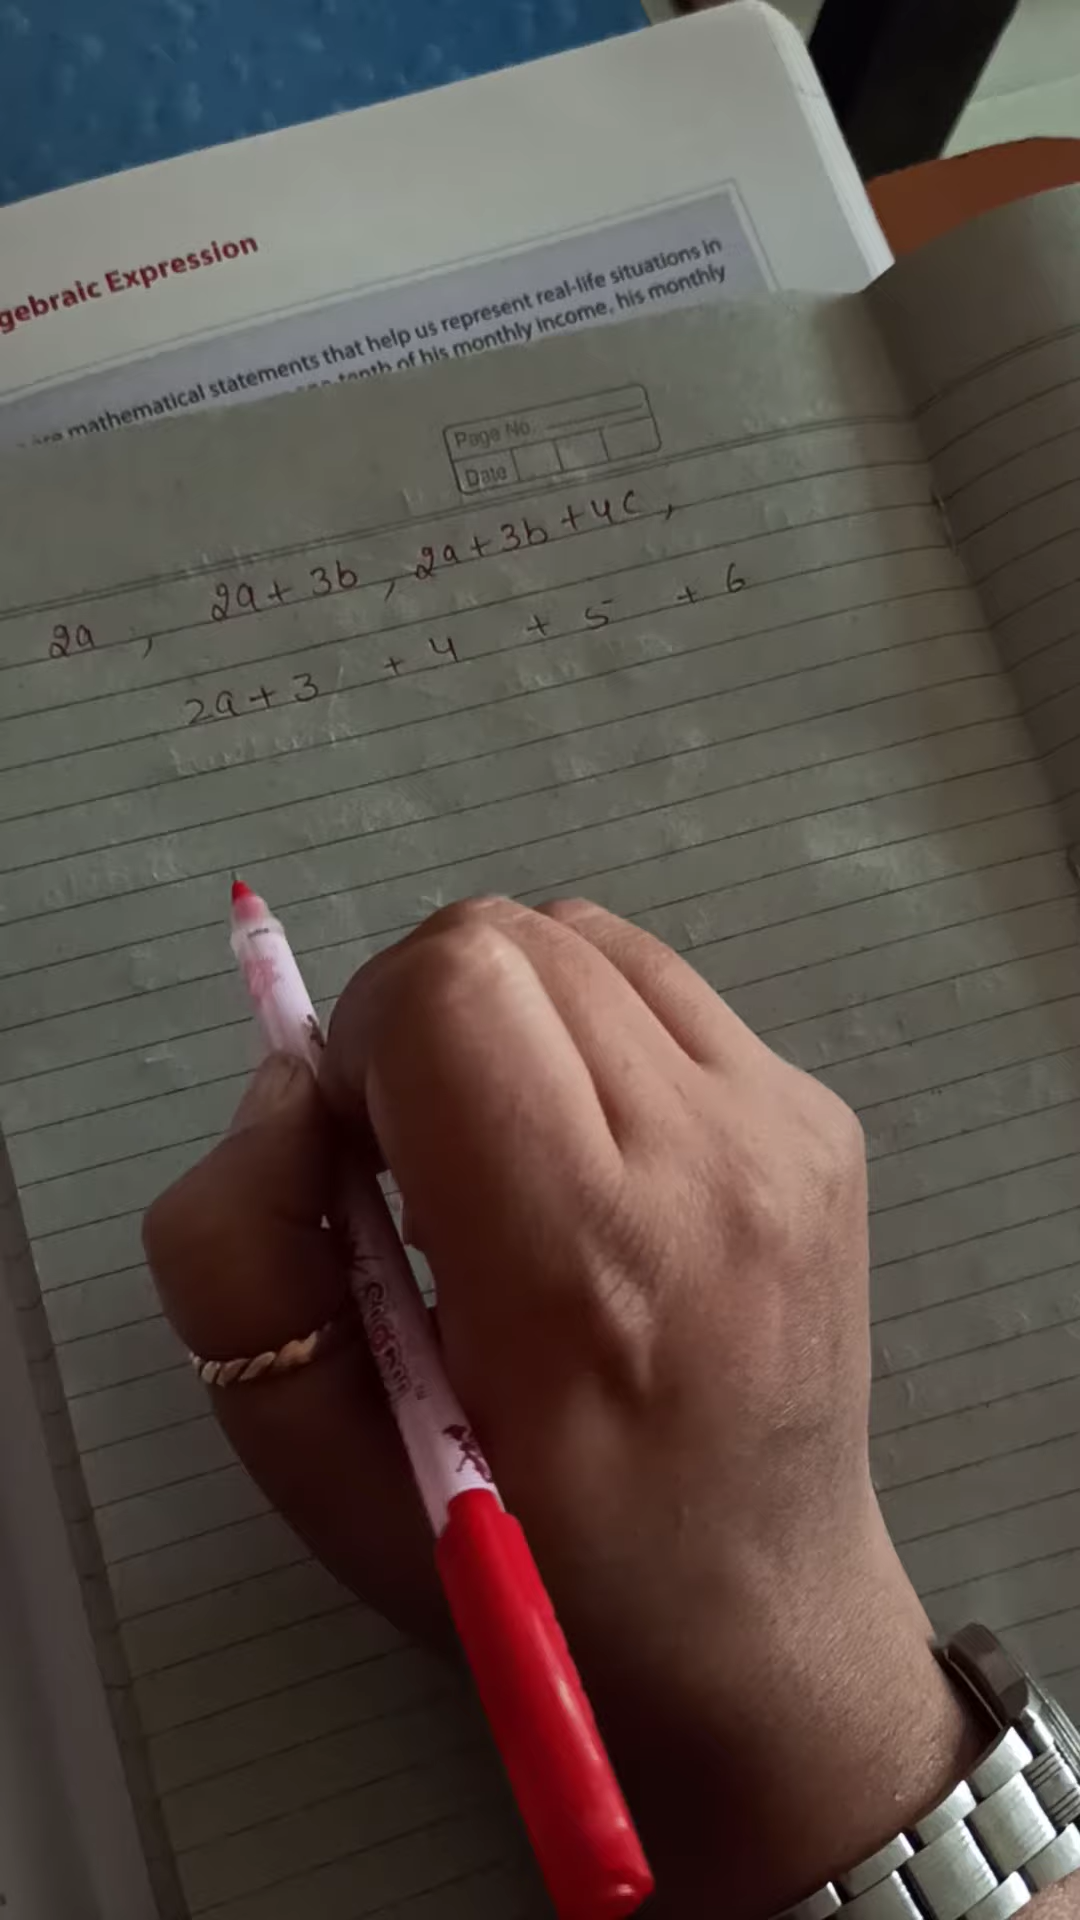 gebraic Expression
mathematical statements that help us represent real-life situations in
tenth of his monthly income, his monthly
Page No.
Date
2a , 2a + 3b , 2a + 3b + 4c ,
2a + 3 + 4 + 5 + 6